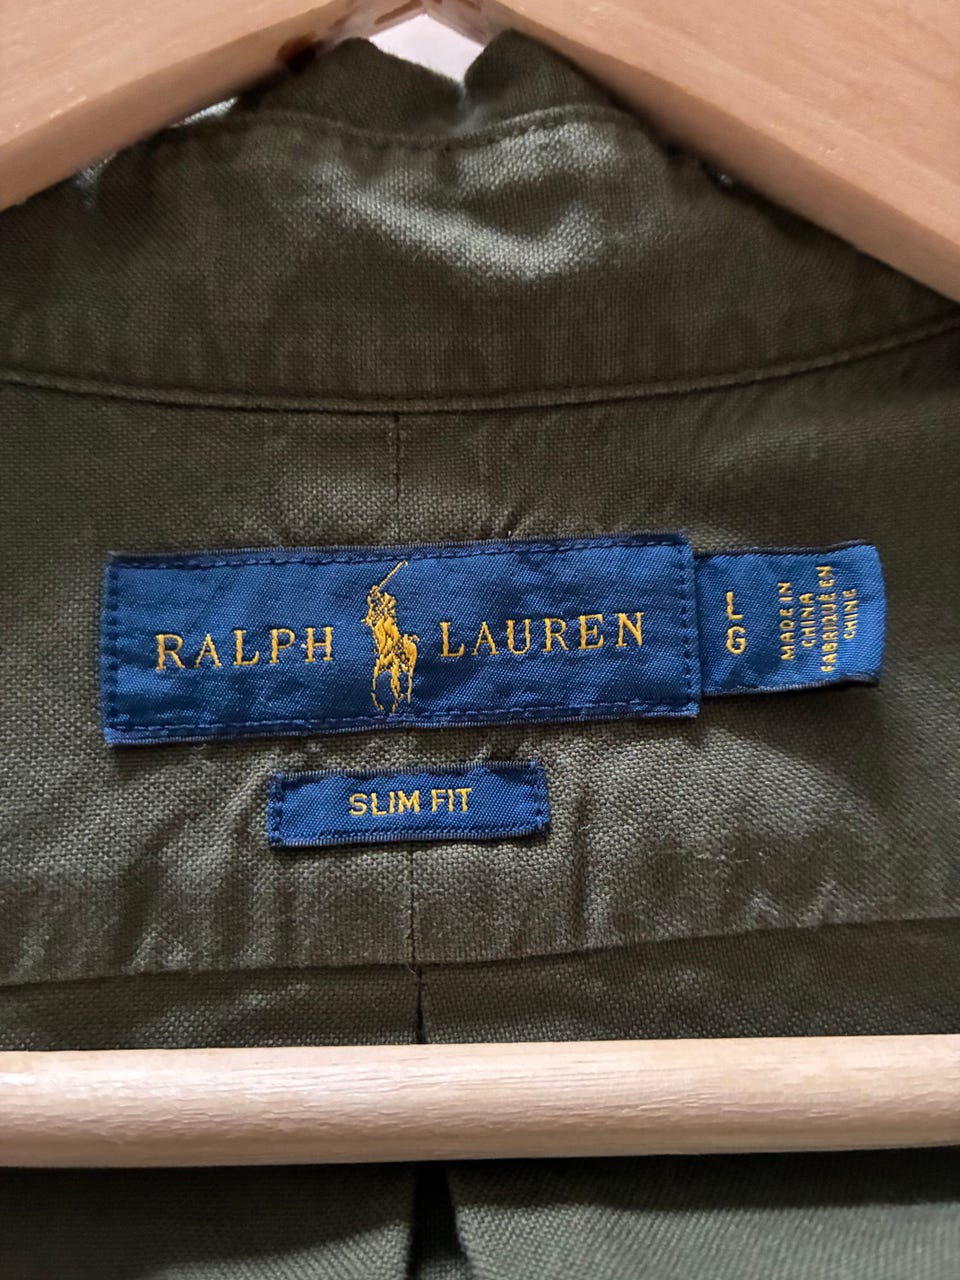 RALPH LAUREN
L
G
MADE IN
CHINA
FABRIQUÉ EN
CHINE
SLIM FIT